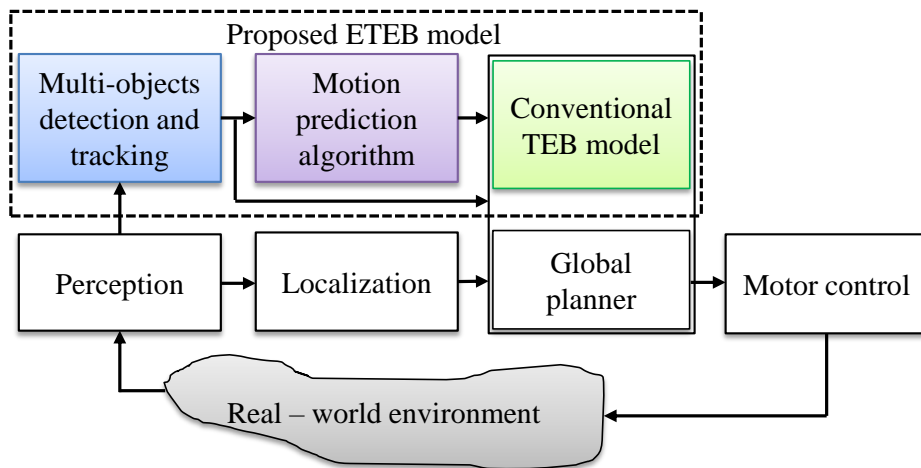 Proposed ETEB model
Multi-objects
detection and
tracking
Motion
prediction
algorithm
Conventional
TEB model
Perception
Localization
Global
planner
Motor control
Real – world environment